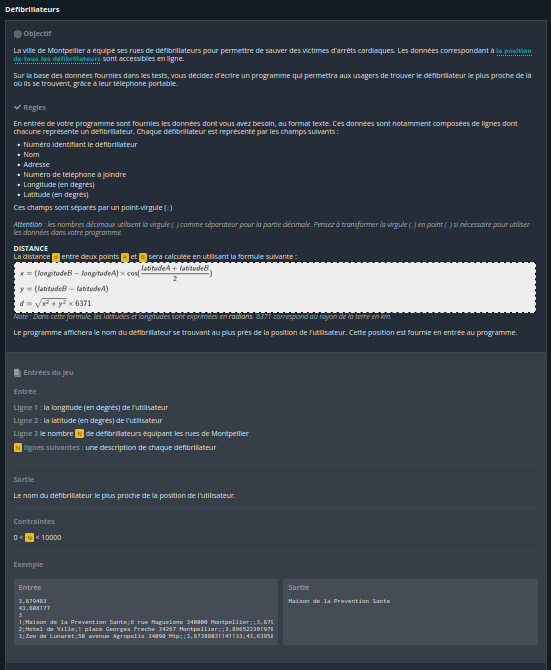 Défibrillateurs
Objectif
La ville de Montpellier a équipé ses rues de défibrillateurs pour permettre de sauver des victimes d'arrêts cardiaques. Les données correspondant à la position
de tous les défibrillateurs sont accessibles en ligne.
Sur la base des données fournies dans les tests, vous décidez d'écrire un programme qui permettra aux usagers de trouver le défibrillateur le plus proche de là
où ils se trouvent, grâce à leur téléphone portable.
Règles
En entrée de votre programme sont fournies les données dont vous avez besoin, au format texte. Ces données sont notamment composées de lignes dont
chacune représente un défibrillateur. Chaque défibrillateur est représenté par les champs suivants :
• Numéro identifiant le défibrillateur
• Nom
• Adresse
• Numéro de téléphone à joindre
• Longitude (en degrés)
• Latitude (en degrés)
Ces champs sont séparés par un point-virgule (;)
Attention : les nombres décimaux utilisent la virgule (,) comme séparateur pour la partie décimale. Pensez à transformer la virgule (,) en point (.) si nécessaire pour utiliser
les données dans votre programme.
DISTANCE
La distance d entre deux points A et B sera calculée en utilisant la formule suivante :
x = (longitudeB − longitudeA) × cos(latitudeA + latitudeB / 2)
y = (latitudeB − latitudeA)
d = √x² + y² × 6371
Note : Dans cette formule, les latitudes et longitudes sont exprimées en radians. 6371 correspond au rayon de la terre en km.
Le programme affichera le nom du défibrillateur se trouvant au plus près de la position de l'utilisateur. Cette position est fournie en entrée au programme.
Entrées du jeu
Entrée
Ligne 1 : la longitude (en degrés) de l'utilisateur
Ligne 2 : la latitude (en degrés) de l'utilisateur
Ligne 3 le nombre N de défibrillateurs équipant les rues de Montpellier
N lignes suivantes : une description de chaque défibrillateur
Sortie
Le nom du défibrillateur le plus proche de la position de l'utilisateur.
Contraintes
0 < N < 10000
Exemple
Entrée
3,879483
43,608177
3
1;Maison de la Prevention Sante;6 rue Maguelone 340000 Montpellier;;3,879
2;Hotel de Ville;1 place Georges Freche 34267 Montpellier;;3,8965223919782
3;Zoo de Lunaret;50 avenue Agropolis 34090 Mtp;;3,87388031141133;43,63958
Sortie
Maison de la Prevention Sante